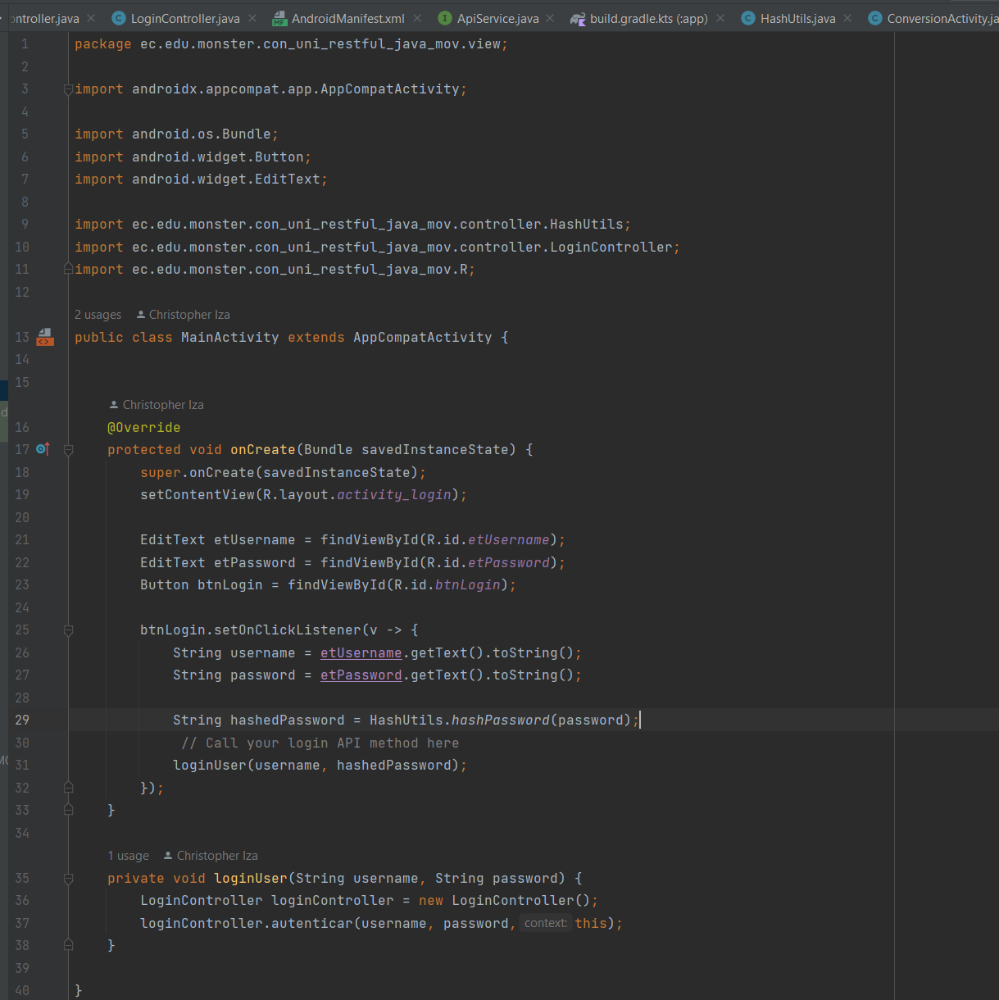 ontroller.java LoginController.java AndroidManifest.xml ApiService.java build.gradle.kts (:app) HashUtils.java ConversionActivity.ja
1 package ec.edu.monster.con_uni_restful_java_mov.view;
2
3 import androidx.appcompat.app.AppCompatActivity;
4
5 import android.os.Bundle;
6 import android.widget.Button;
7 import android.widget.EditText;
8
9 import ec.edu.monster.con_uni_restful_java_mov.controller.HashUtils;
10 import ec.edu.monster.con_uni_restful_java_mov.controller.LoginController;
11 import ec.edu.monster.con_uni_restful_java_mov.R;
12
2 usages Christopher Iza
13 public class MainActivity extends AppCompatActivity {
14
15
Christopher Iza
16 @Override
17 protected void onCreate(Bundle savedInstanceState) {
18 super.onCreate(savedInstanceState);
19 setContentView(R.layout.activity_login);
20
21 EditText etUsername = findViewById(R.id.etUsername);
22 EditText etPassword = findViewById(R.id.etPassword);
23 Button btnLogin = findViewById(R.id.btnLogin);
24
25 btnLogin.setOnClickListener(v -> {
26 String username = etUsername.getText().toString();
27 String password = etPassword.getText().toString();
28
29 String hashedPassword = HashUtils.hashPassword(password);
30 // Call your login API method here
31 loginUser(username, hashedPassword);
32 });
33 }
34
1 usage Christopher Iza
35 private void loginUser(String username, String password) {
36 LoginController loginController = new LoginController();
37 loginController.autenticar(username, password, context: this);
38 }
39
40 }